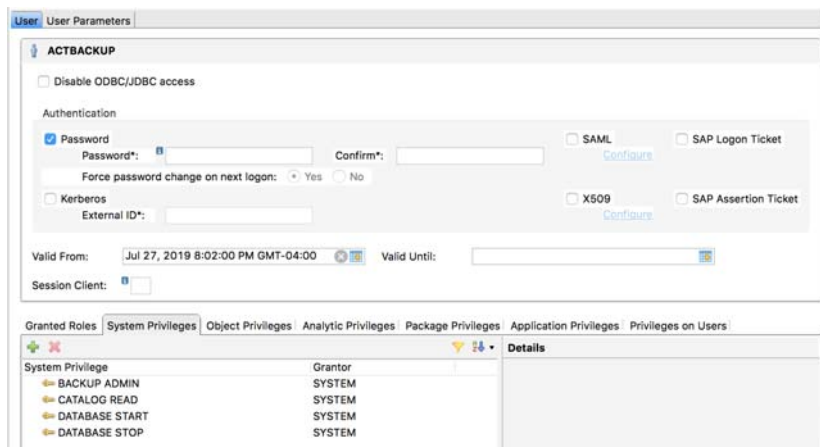 User User Parameters
ACTBACKUP
Disable ODBC/JDBC access
Authentication
Password SAML SAP Logon Ticket
Password*: Confirm*: Configure
Force password change on next logon: Yes No
Kerberos X509 SAP Assertion Ticket
External ID*: Configure
Valid From: Jul 27, 2019 8:02:00 PM GMT-04:00 Valid Until:
Session Client:
Granted Roles System Privileges Object Privileges Analytic Privileges Package Privileges Application Privileges Privileges on Users
Details
System Privilege Grantor
BACKUP ADMIN SYSTEM
CATALOG READ SYSTEM
DATABASE START SYSTEM
DATABASE STOP SYSTEM